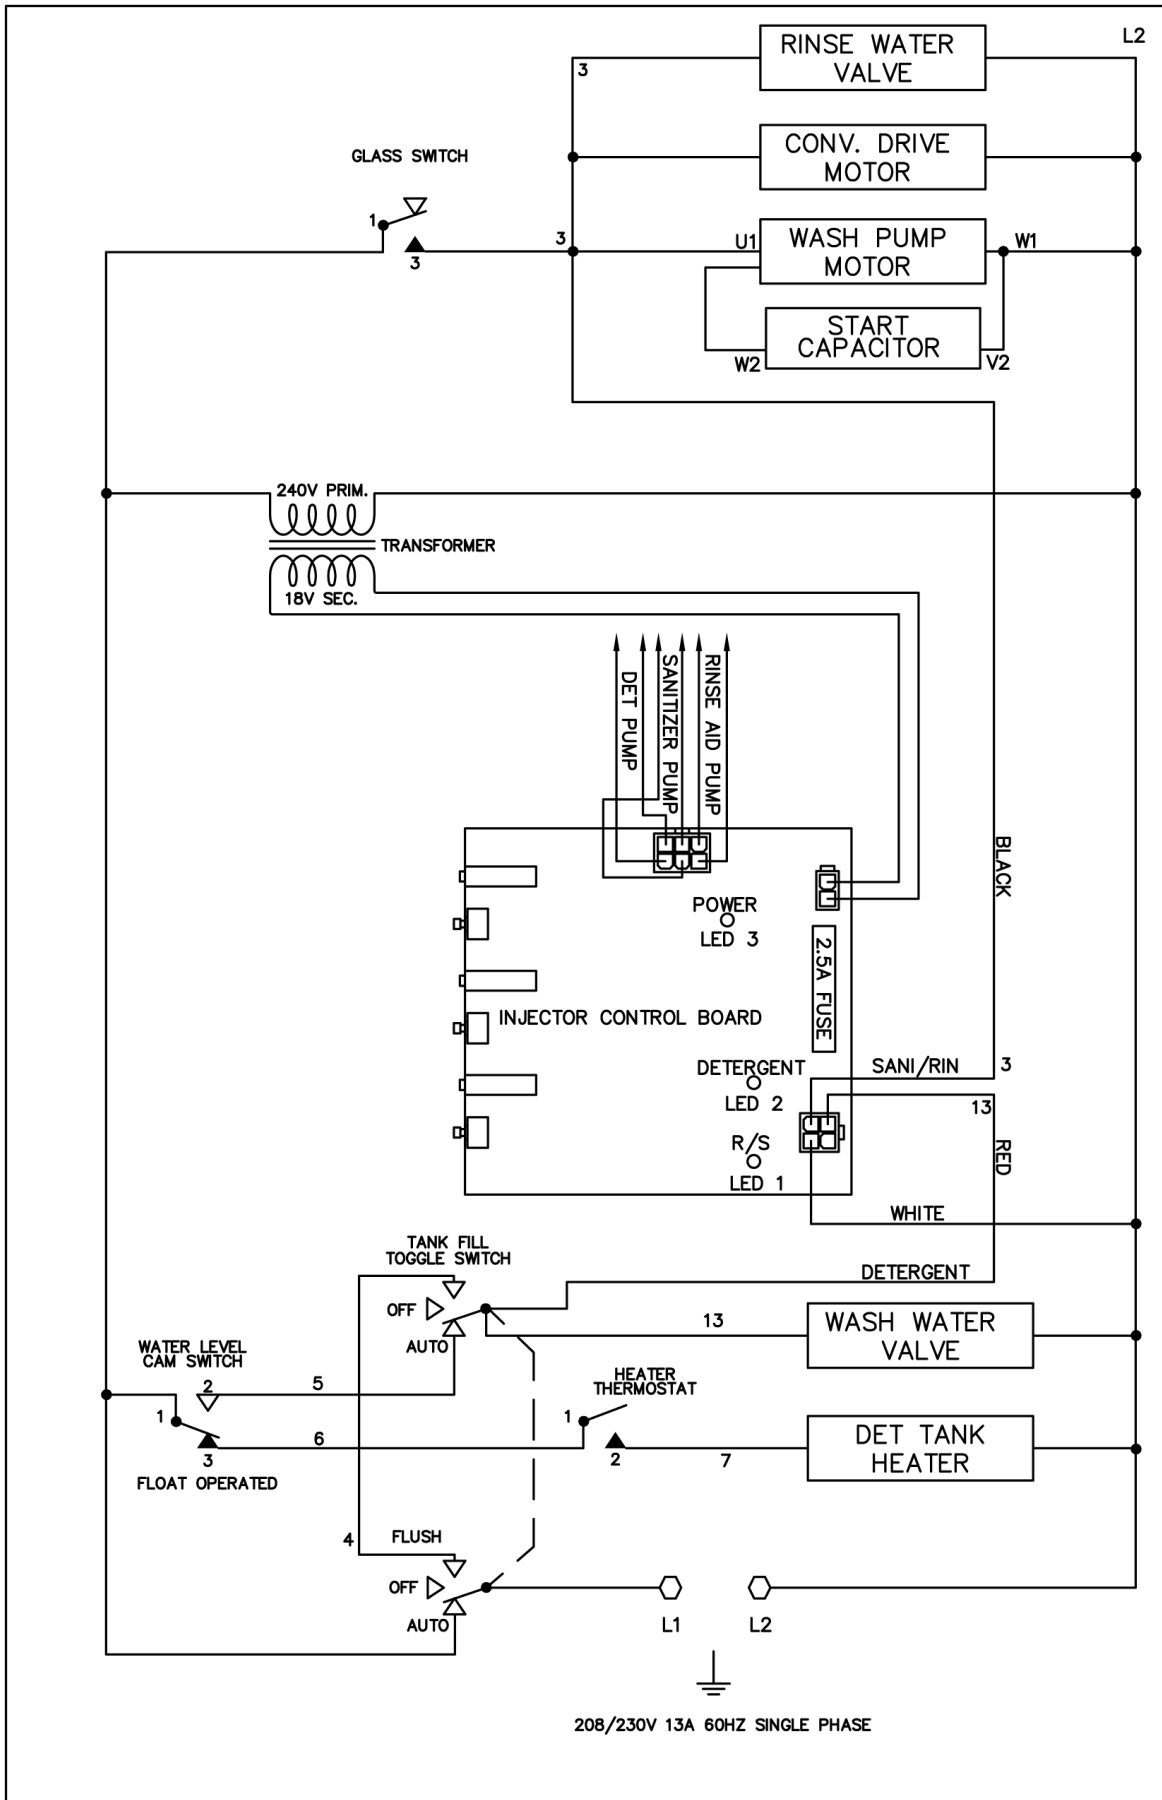 L2
RINSE WATER
VALVE
3
CONV. DRIVE
MOTOR
GLASS SWITCH
1
3
3
U1
WASH PUMP
MOTOR
W1
START
CAPACITOR
W2
V2
240V PRIM.
TRANSFORMER
18V SEC.
DET PUMP
SANITIZER PUMP
RINSE AID PUMP
BLACK
POWER
LED 3
2.5A FUSE
INJECTOR CONTROL BOARD
DETERGENT
LED 2
SANI/RIN
3
13
R/S
LED 1
RED
WHITE
TANK FILL
TOGGLE SWITCH
DETERGENT
OFF
AUTO
13
WASH WATER
VALVE
WATER LEVEL
CAM SWITCH
2
5
1
HEATER
THERMOSTAT
1
6
3
2
7
DET TANK
HEATER
FLOAT OPERATED
4
FLUSH
OFF
AUTO
L1
L2
208/230V 13A 60HZ SINGLE PHASE